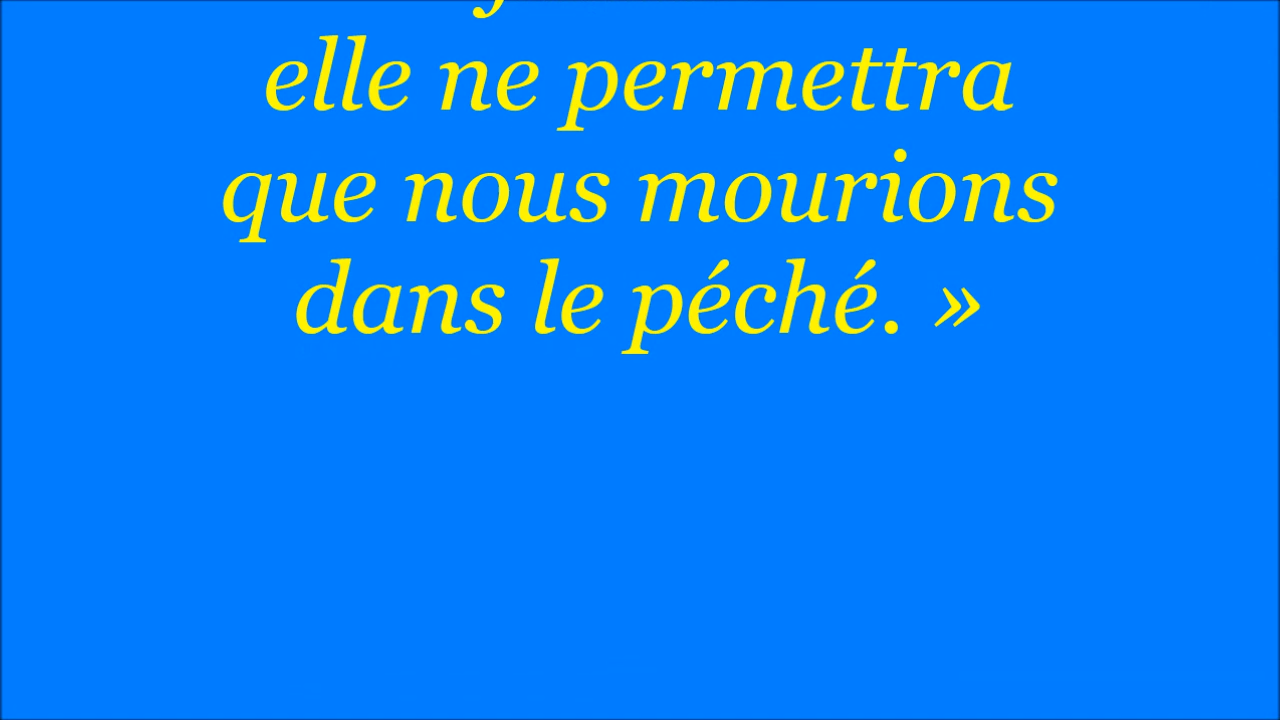 elle ne permettra
que nous mourions
dans le péché. »